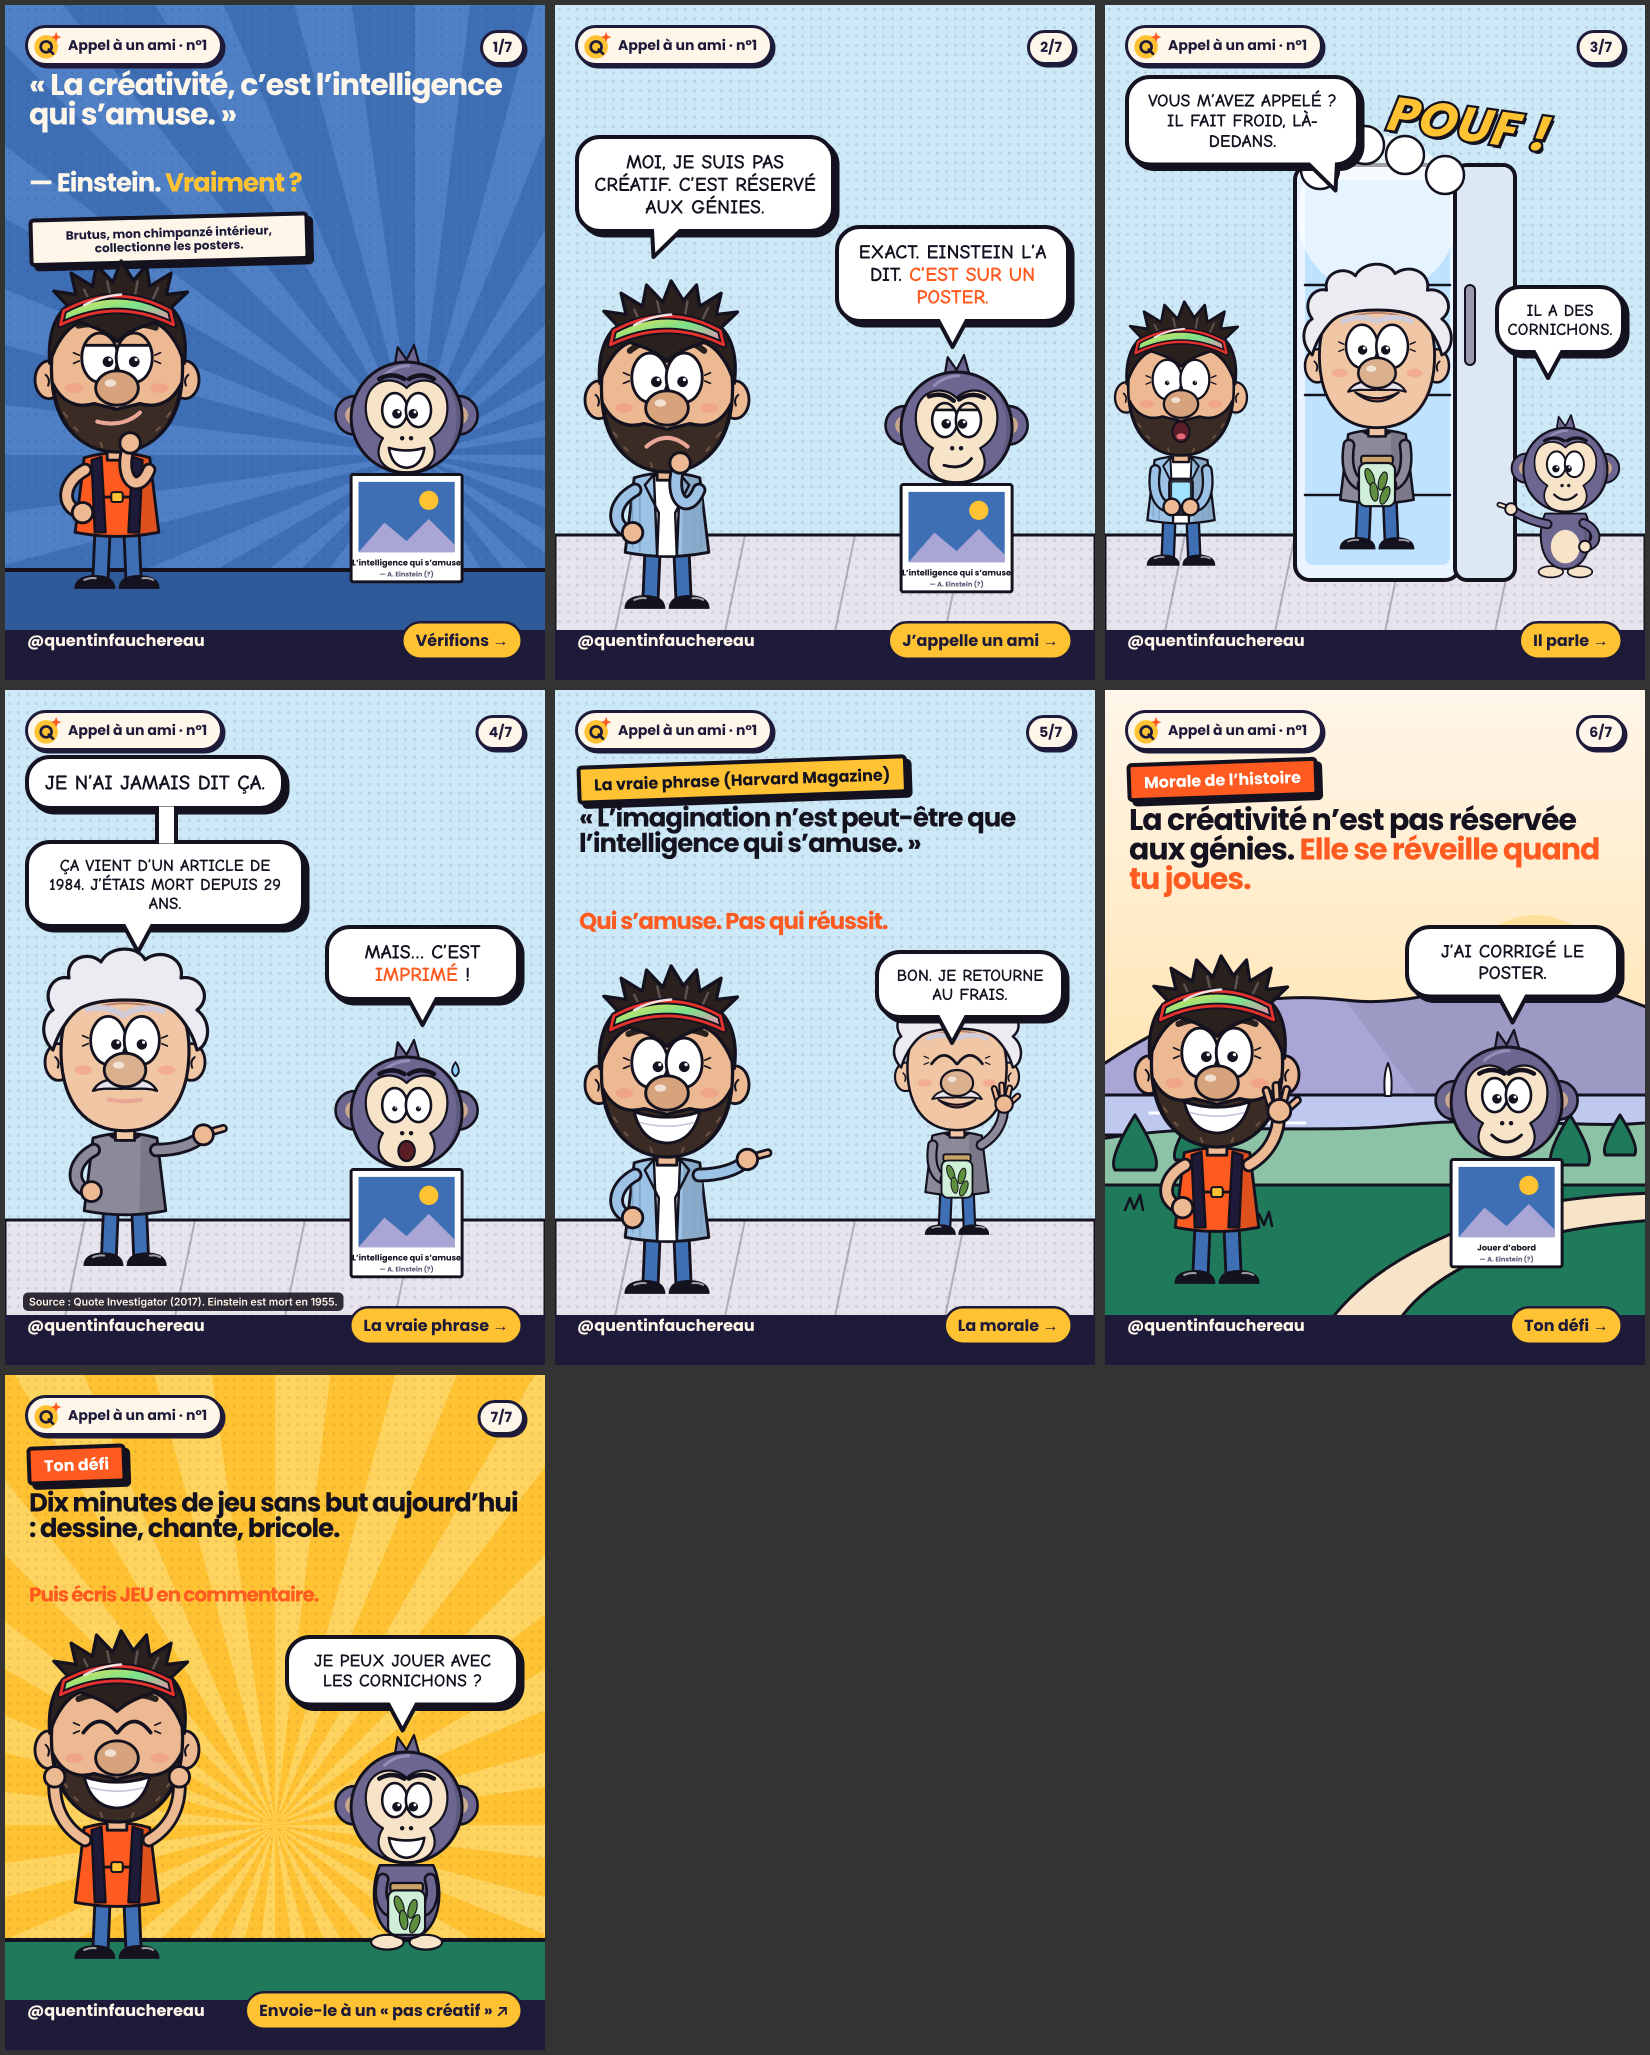 Q Appel à un ami · n°1
1/7
« La créativité, c’est l’intelligence
qui s’amuse. »
— Einstein. Vraiment ?
Brutus, mon chimpanzé intérieur,
collectionne les posters.
L’intelligence qui s’amuse
— A. Einstein (?)
@quentinfauchereau
Vérifions →
Q Appel à un ami · n°1
2/7
MOI, JE SUIS PAS
CRÉATIF. C’EST RÉSERVÉ
AUX GÉNIES.
EXACT. EINSTEIN L’A
DIT. C’EST SUR UN
POSTER.
L’intelligence qui s’amuse
— A. Einstein (?)
@quentinfauchereau
J’appelle un ami →
Q Appel à un ami · n°1
3/7
VOUS M’AVEZ APPELÉ ?
IL FAIT FROID, LÀ-
DEDANS.
POUF !
IL A DES
CORNICHONS.
@quentinfauchereau
Il parle →
Q Appel à un ami · n°1
4/7
JE N’AI JAMAIS DIT ÇA.
ÇA VIENT D’UN ARTICLE DE
1984. J’ÉTAIS MORT DEPUIS 29
ANS.
MAIS... C’EST
IMPRIMÉ !
L’intelligence qui s’amuse
— A. Einstein (?)
Source : Quote Investigator (2017). Einstein est mort en 1955.
@quentinfauchereau
La vraie phrase →
Q Appel à un ami · n°1
5/7
La vraie phrase (Harvard Magazine)
« L’imagination n’est peut-être que
l’intelligence qui s’amuse. »
Qui s’amuse. Pas qui réussit.
BON. JE RETOURNE
AU FRAIS.
@quentinfauchereau
La morale →
Q Appel à un ami · n°1
6/7
Morale de l’histoire
La créativité n’est pas réservée
aux génies. Elle se réveille quand
tu joues.
J’AI CORRIGÉ LE
POSTER.
Jouer d’abord
— A. Einstein (?)
@quentinfauchereau
Ton défi →
Q Appel à un ami · n°1
7/7
Ton défi
Dix minutes de jeu sans but aujourd’hui
: dessine, chante, bricole.
Puis écris JEU en commentaire.
JE PEUX JOUER AVEC
LES CORNICHONS ?
@quentinfauchereau
Envoie-le à un « pas créatif » ↗